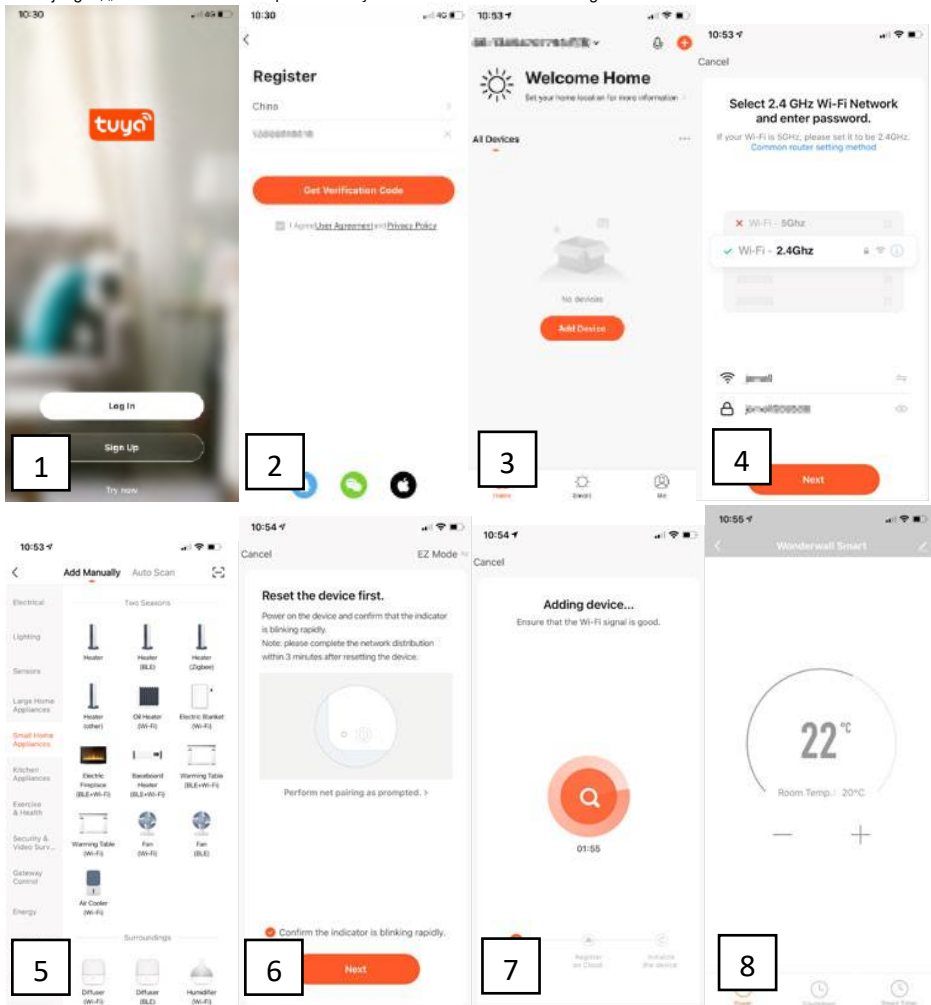 10:30
4G
tuya
Log In
Sign Up
Try now
1
10:30
4G
Register
China
Get Verification Code
I Agree User Agreement and Privacy Policy
2
10:53
Welcome Home
Set your home location for more information
All Devices
...
No devices
Add Device
Home
Smart
Me
3
10:53
Cancel
Select 2.4 GHz Wi-Fi Network
and enter password.
If your Wi-Fi is 5GHz, please set it to be 2.4GHz.
Common router setting method
Wi-Fi - 5Ghz
Wi-Fi - 2.4Ghz
Next
4
10:53
Add Manually Auto Scan
Electrical
Lighting
Sensors
Large Home
Appliances
Small Home
Appliances
Kitchen
Appliances
Exercise
& Health
Security &
Video Surv...
Gateway
Control
Energy
Two Seasons
Heater
Heater
(BLE)
Heater
(Zigbee)
Heater
(other)
Oil Heater
(Wi-Fi)
Electric Blanket
(Wi-Fi)
Electric
Fireplace
(BLE+Wi-Fi)
Baseboard
Heater
(BLE+Wi-Fi)
Warming Table
(BLE+Wi-Fi)
Warming Table
(Wi-Fi)
Fan
(Wi-Fi)
Fan
(BLE)
Air Cooler
(Wi-Fi)
Surroundings
Diffuser
(Wi-Fi)
Diffuser
(BLE)
Humidifier
(Wi-Fi)
5
10:54
Cancel
EZ Mode
Reset the device first.
Power on the device and confirm that the indicator
is blinking rapidly.
Note: please complete the network distribution
within 3 minutes after resetting the device.
Perform net pairing as prompted. >
Confirm the indicator is blinking rapidly.
Next
6
10:54
Cancel
Adding device...
Ensure that the Wi-Fi signal is good.
01:55
Register
on Cloud
Initialize
the device
7
10:55
Wonderwall Smart
22 °C
Room Temp.: 20°C
Smart Timer
8